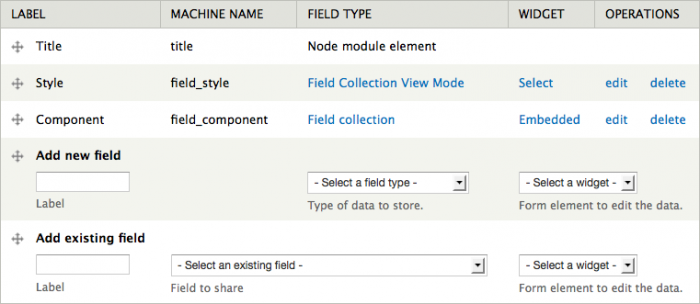 LABEL MACHINE NAME FIELD TYPE WIDGET OPERATIONS
Title title Node module element
Style field_style Field Collection View Mode Select edit delete
Component field_component Field collection Embedded edit delete
Add new field
- Select a field type - - Select a widget -
Label Type of data to store. Form element to edit the data.
Add existing field
- Select an existing field - - Select a widget -
Label Field to share Form element to edit the data.